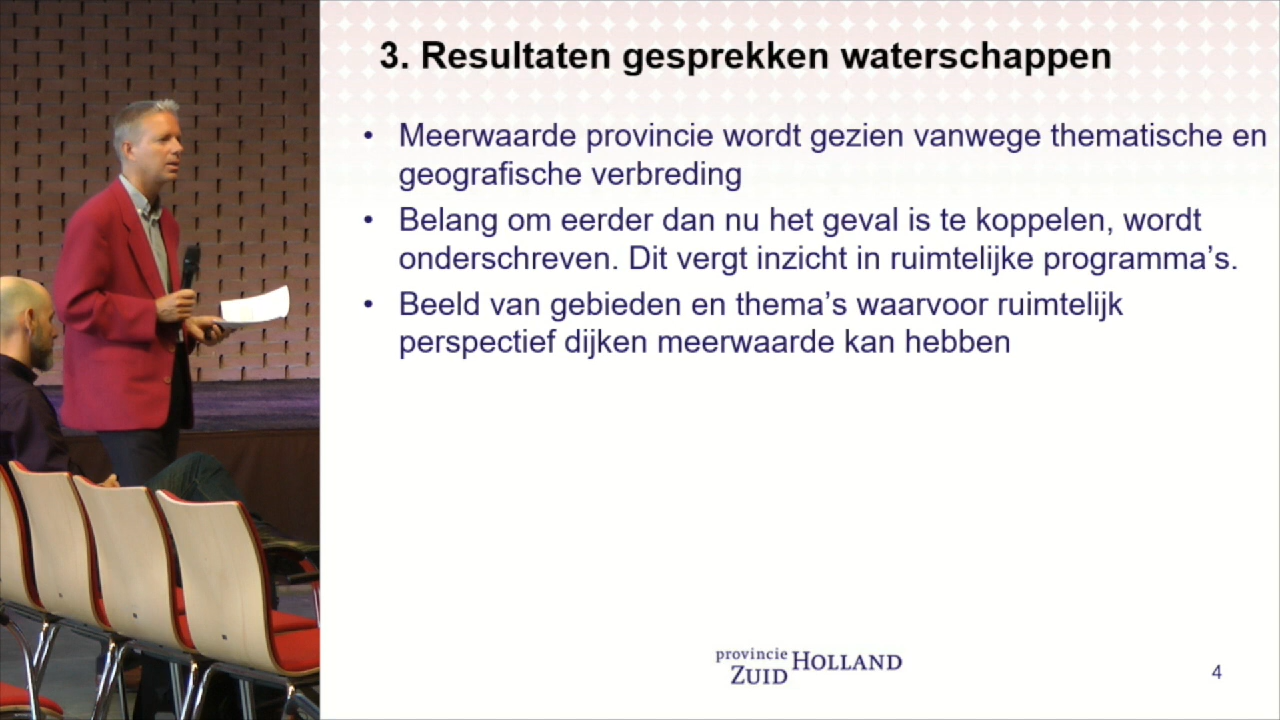 3. Resultaten gesprekken waterschappen
• Meerwaarde provincie wordt gezien vanwege thematische en
geografische verbreding
• Belang om eerder dan nu het geval is te koppelen, wordt
onderschreven. Dit vergt inzicht in ruimtelijke programma’s.
• Beeld van gebieden en thema’s waarvoor ruimtelijk
perspectief dijken meerwaarde kan hebben
provincie HOLLAND
ZUID
4